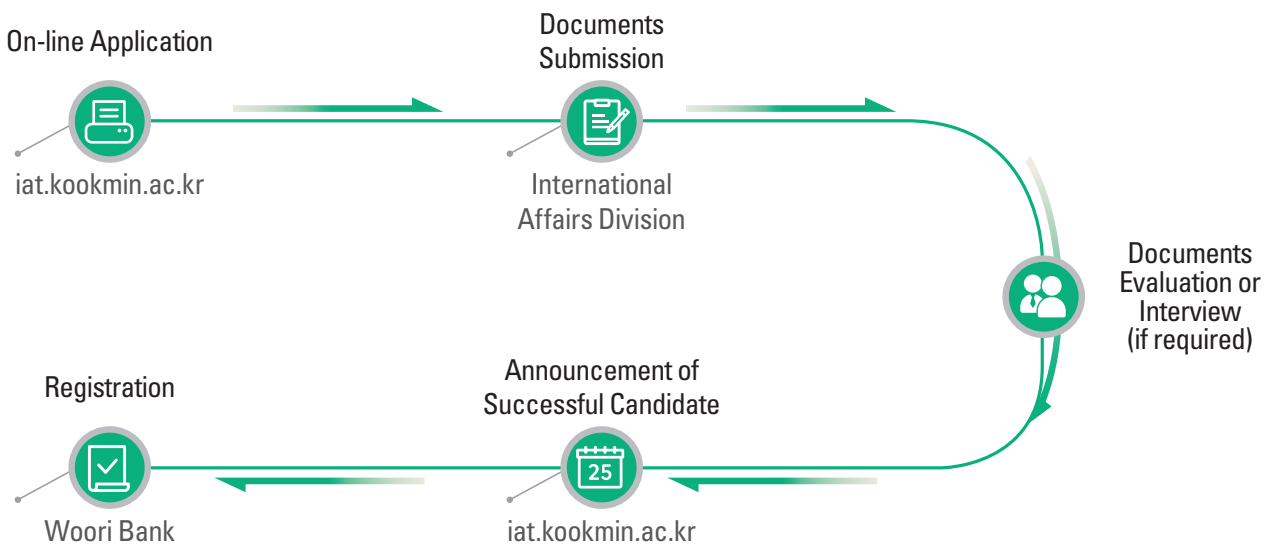 On-line Application
iat.kookmin.ac.kr
Documents
Submission
International
Affairs Division
Documents
Evaluation or
Interview
(if required)
Announcement of
Successful Candidate
25
iat.kookmin.ac.kr
Registration
Woori Bank